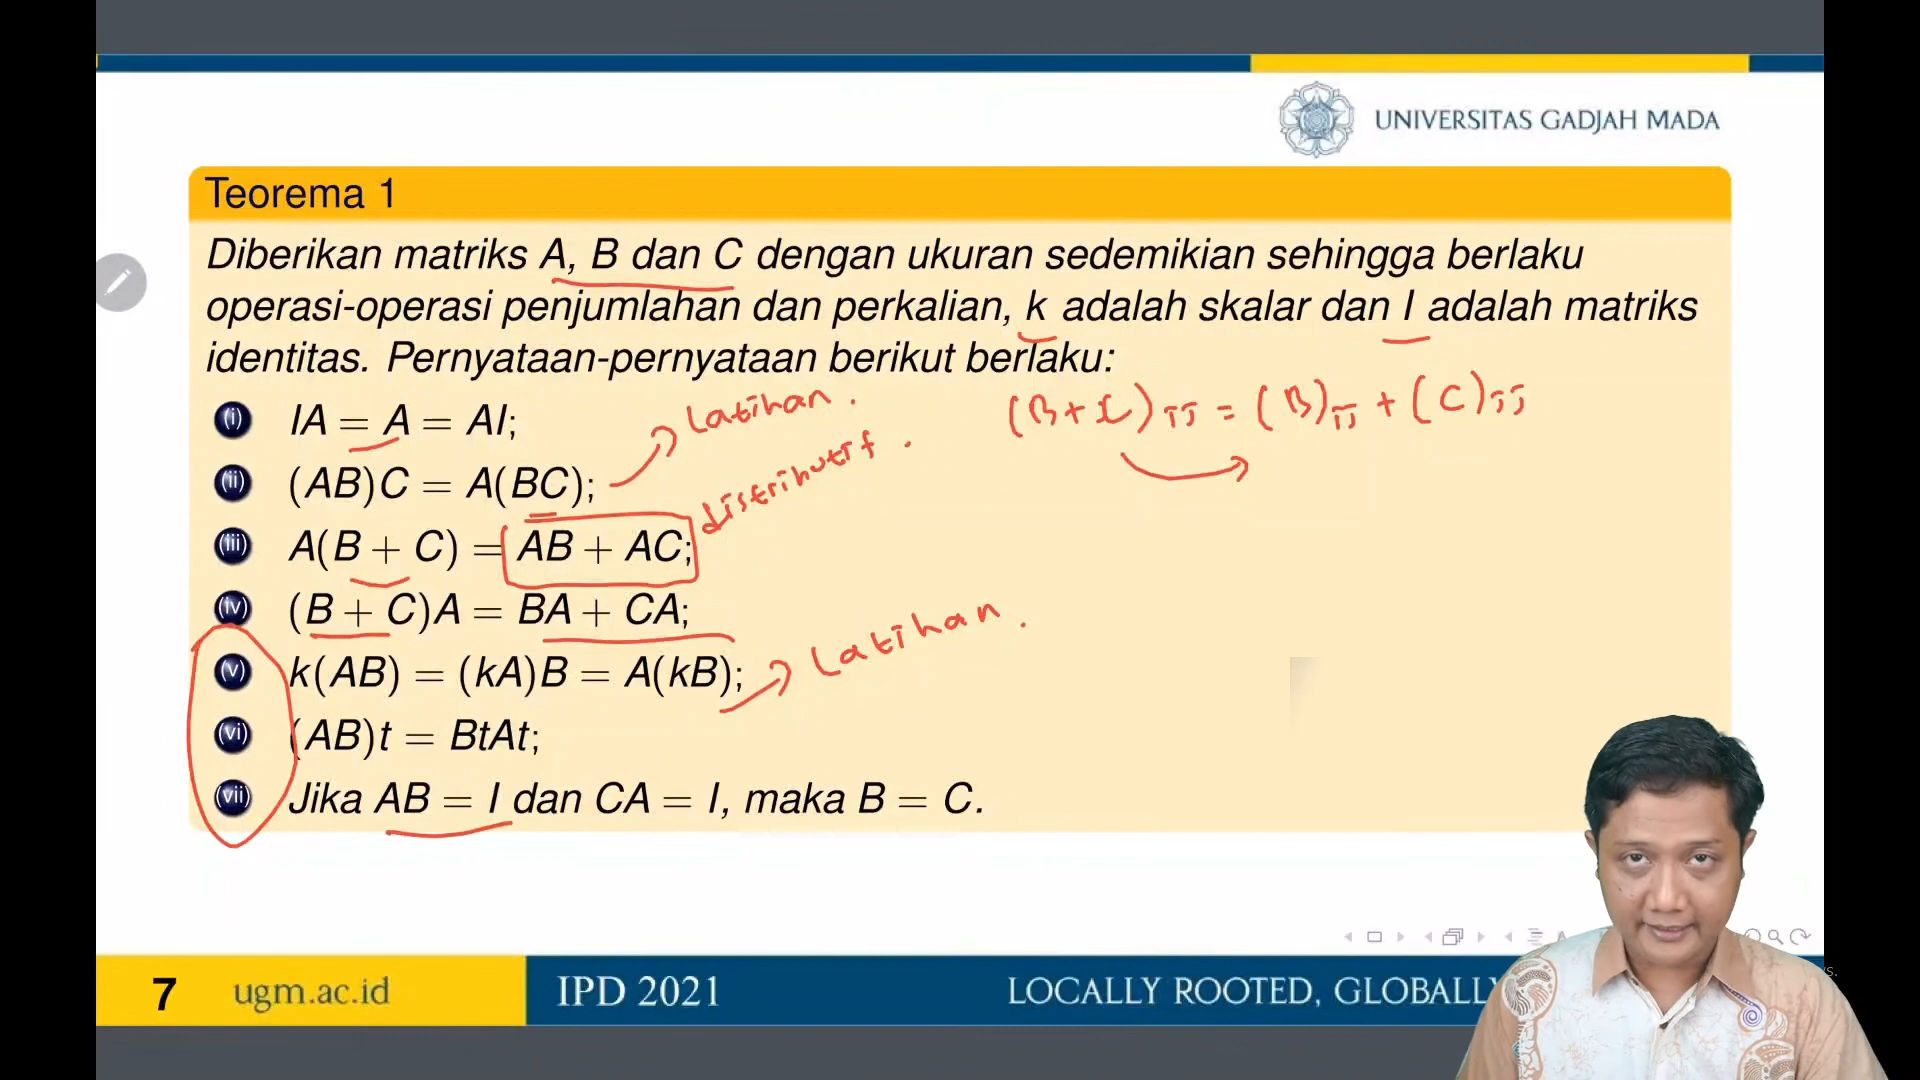 UNIVERSITAS GADJAH MADA
Teorema 1
Diberikan matriks A, B dan C dengan ukuran sedemikian sehingga berlaku
operasi-operasi penjumlahan dan perkalian, k adalah skalar dan I adalah matriks
identitas. Pernyataan-pernyataan berikut berlaku:
(i) IA = A = AI;
Latihan.
(B+C)ij = (B)ij + (C)ij
(ii) (AB)C = A(BC);
distributif.
(iii) A(B + C) = AB + AC;
(iv) (B + C)A = BA + CA;
Latihan.
(v) k(AB) = (kA)B = A(kB);
(vi) (AB)t = BtAt;
(vii) Jika AB = I dan CA = I, maka B = C.
7 ugm.ac.id IPD 2021 LOCALLY ROOTED, GLOBALLY